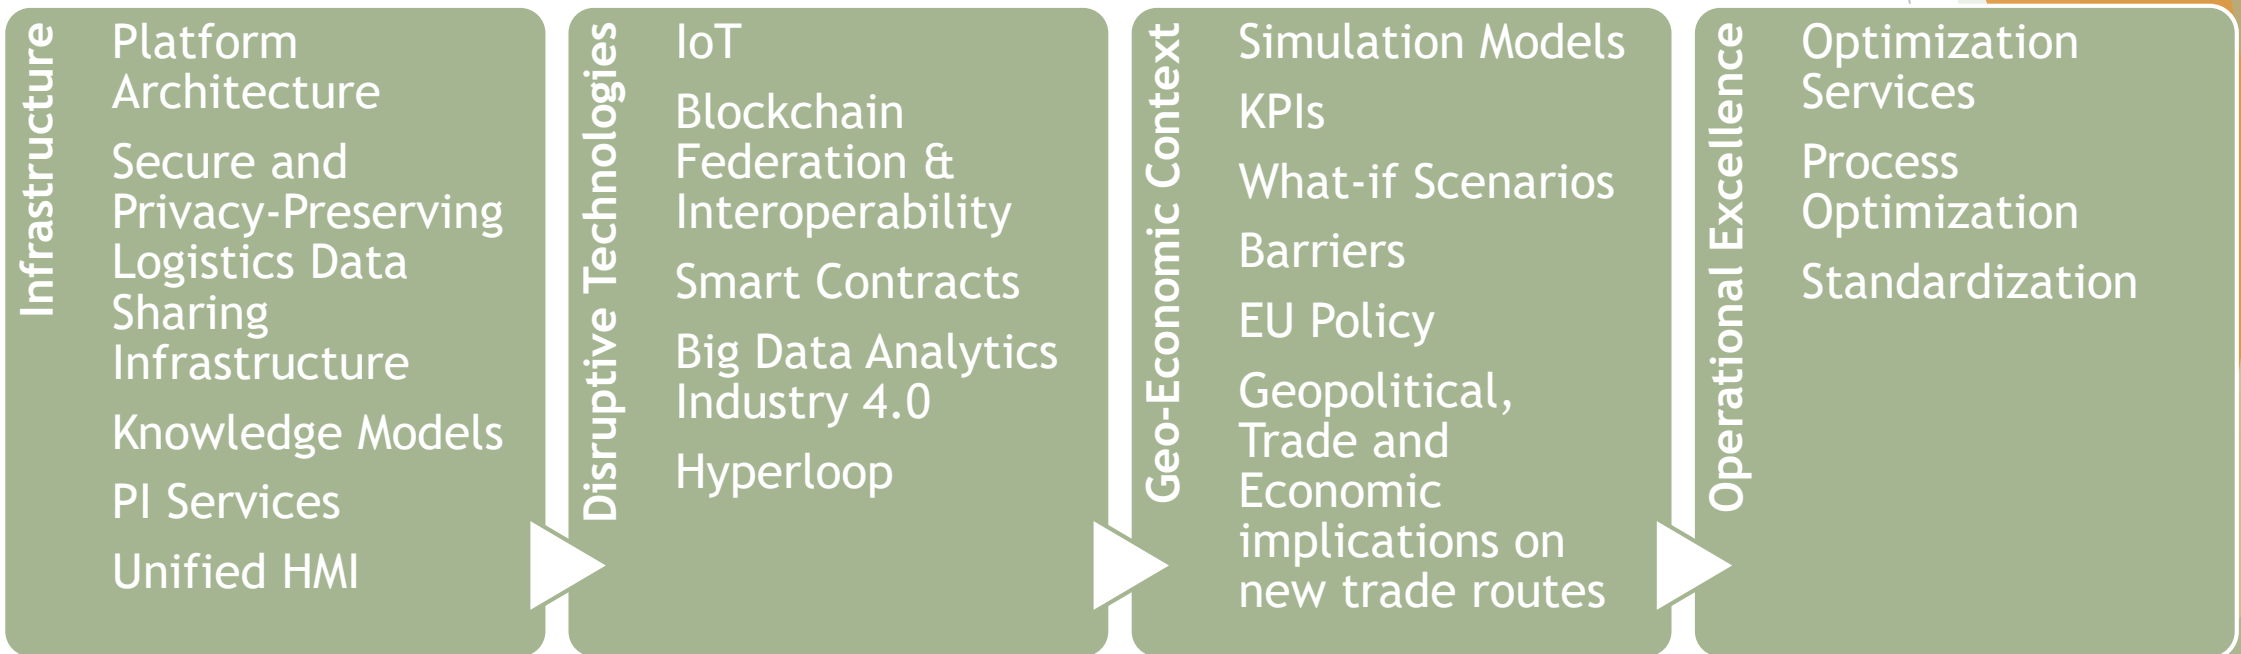 Infrastructure
Platform
Architecture
Secure and
Privacy-Preserving
Logistics Data
Sharing
Infrastructure
Knowledge Models
PI Services
Unified HMI
Disruptive Technologies
IoT
Blockchain
Federation &
Interoperability
Smart Contracts
Big Data Analytics
Industry 4.0
Hyperloop
Geo-Economic Context
Simulation Models
KPIs
What-if Scenarios
Barriers
EU Policy
Geopolitical,
Trade and
Economic
implications on
new trade routes
Operational Excellence
Optimization
Services
Process
Optimization
Standardization